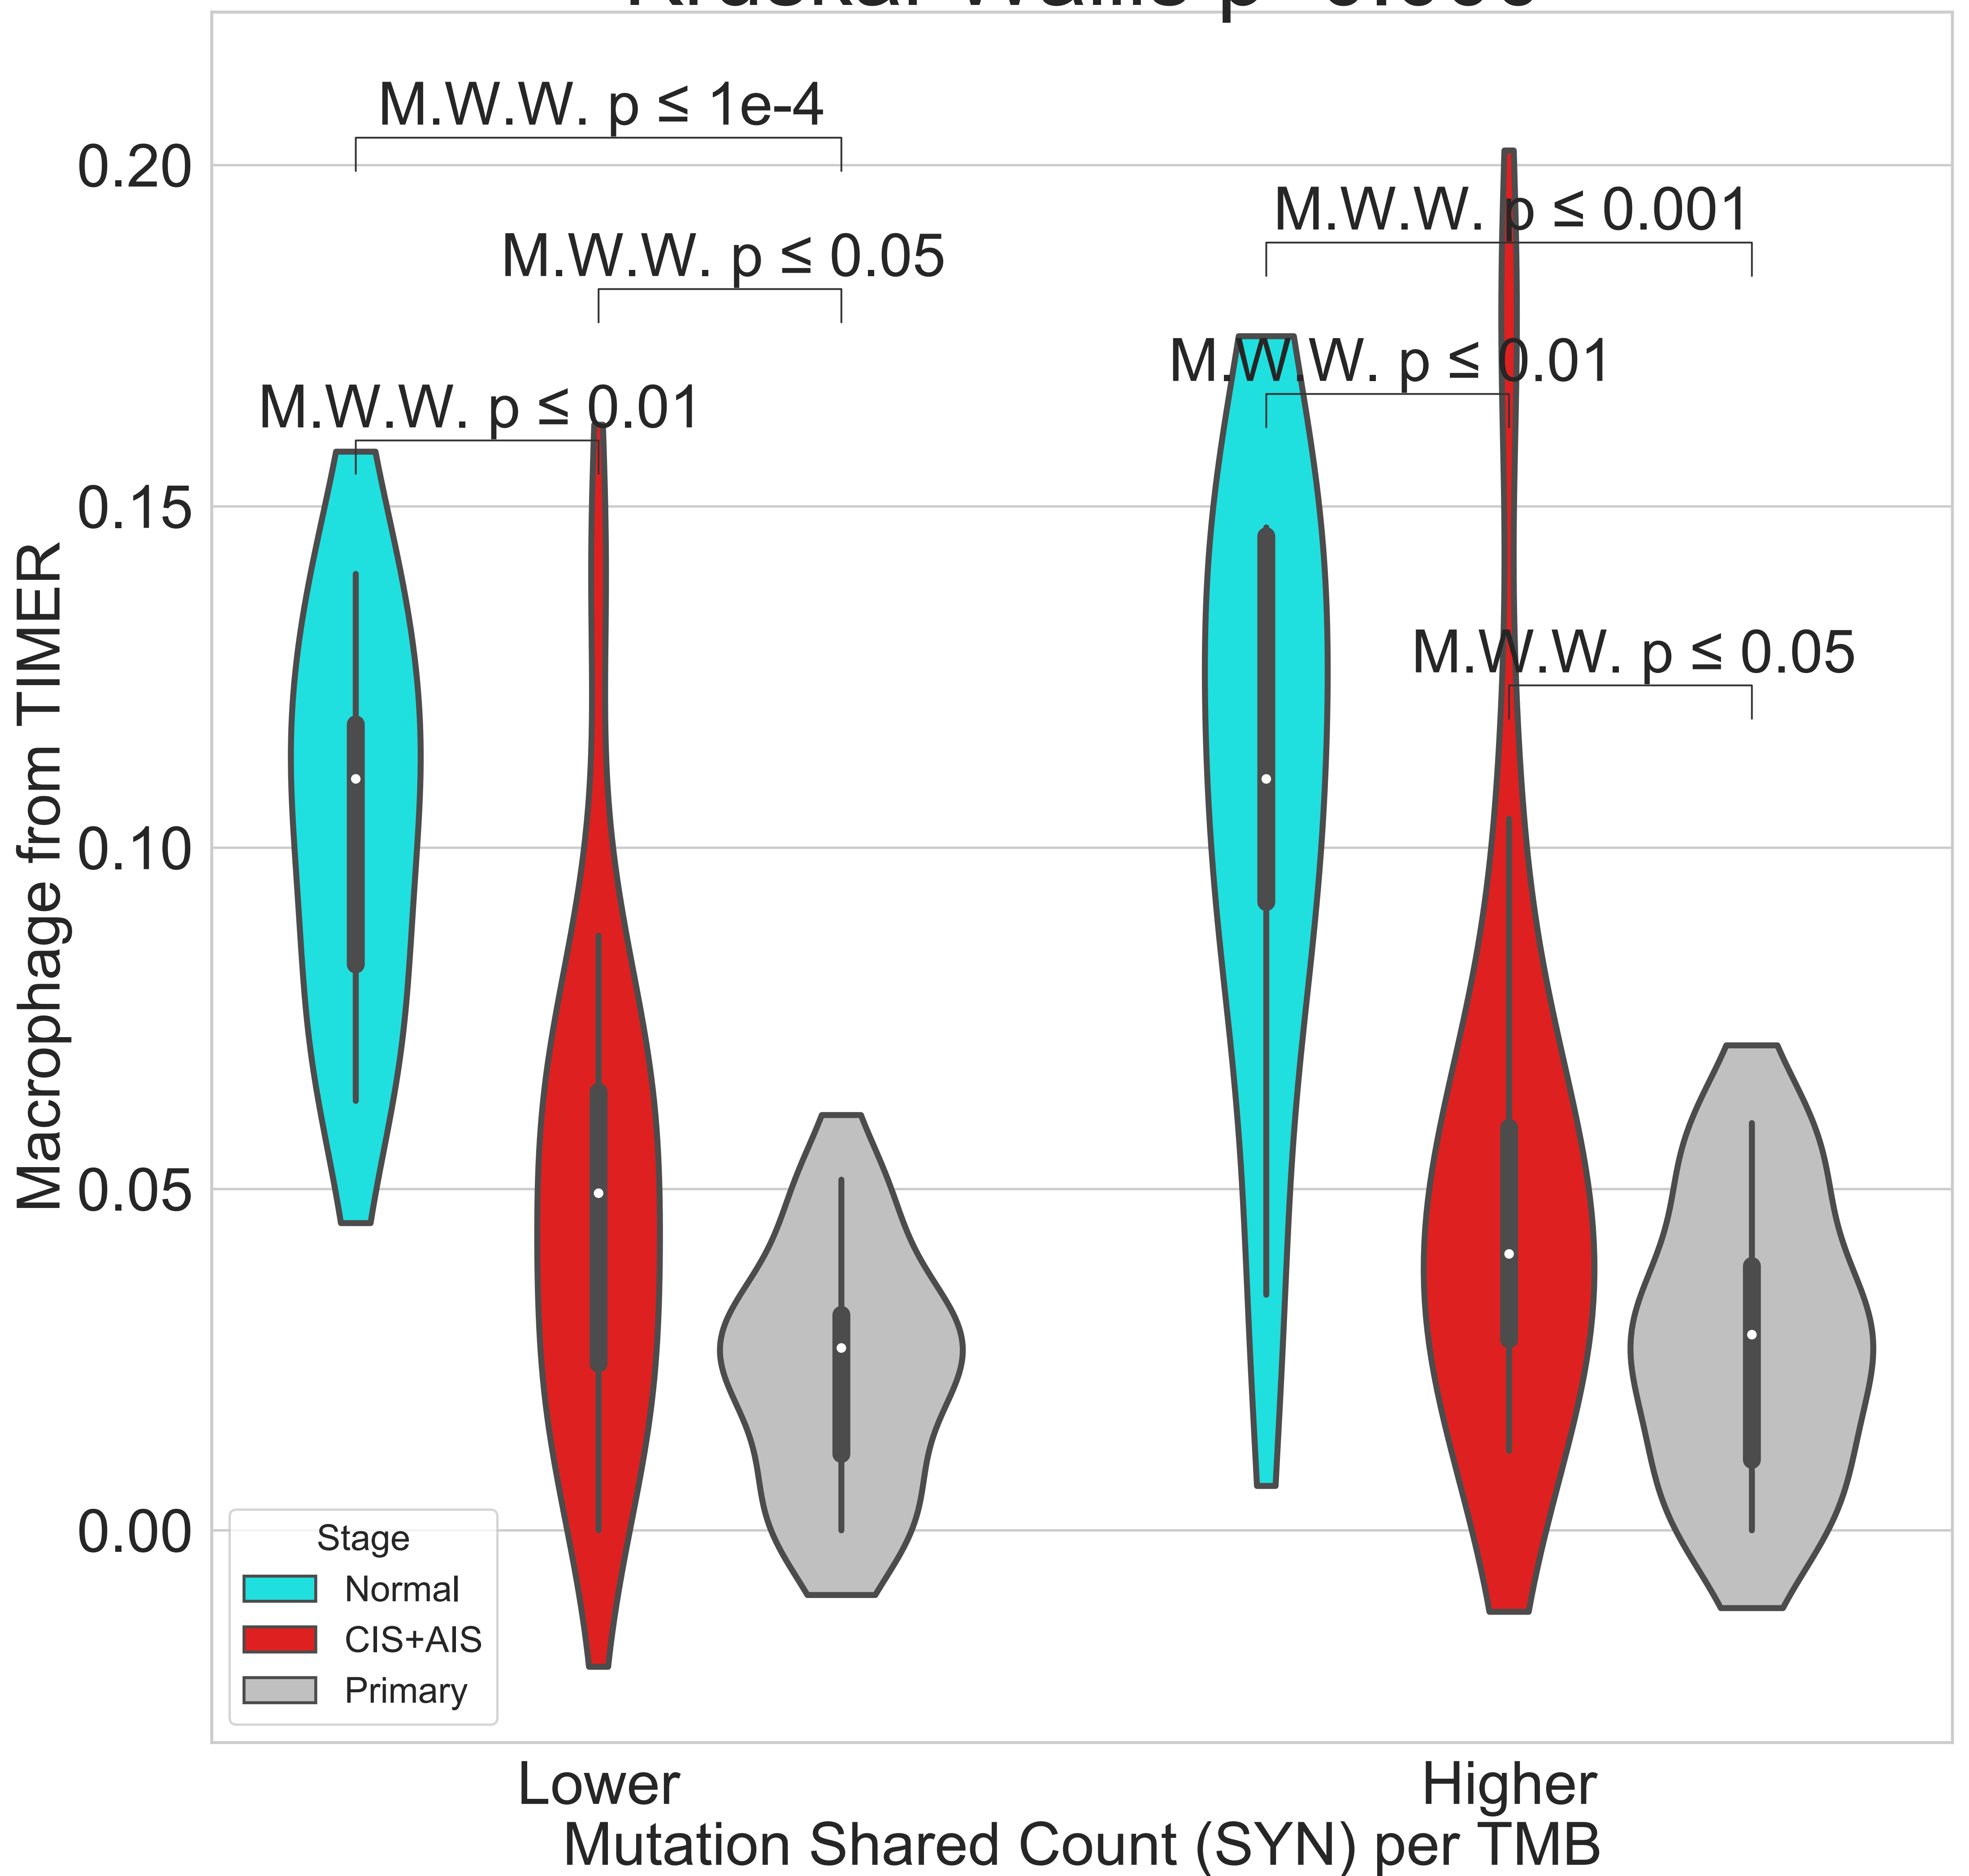 M.W.W. p ≤ 1e-4
0.20
M.W.W. p ≤ 0.001
M.W.W. p ≤ 0.05
M.W.W. p ≤ 0.01
M.W.W. p ≤ 0.01
0.15
M.W.W. p ≤ 0.05
0.10
0.05
0.00
Macrophage from TIMER
Stage
Normal
CIS+AIS
Primary
Lower
Higher
Mutation Shared Count (SYN) per TMB